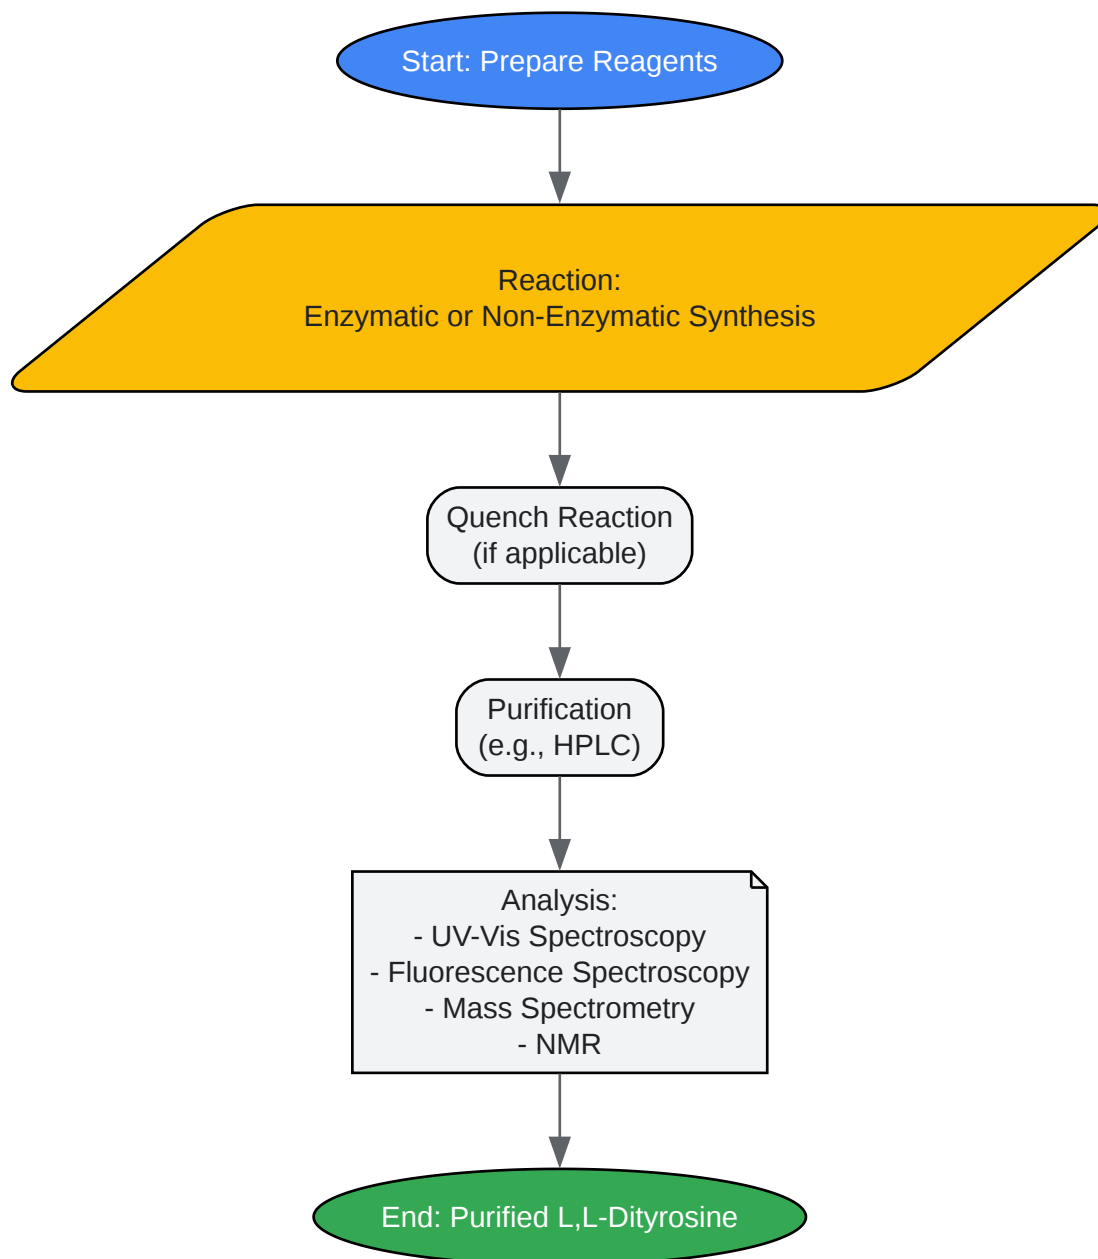 Start: Prepare Reagents
Reaction:
Enzymatic or Non-Enzymatic Synthesis
Quench Reaction
(if applicable)
Purification
(e.g., HPLC)
Analysis:
- UV-Vis Spectroscopy
- Fluorescence Spectroscopy
- Mass Spectrometry
- NMR
End: Purified L,L-Dityrosine